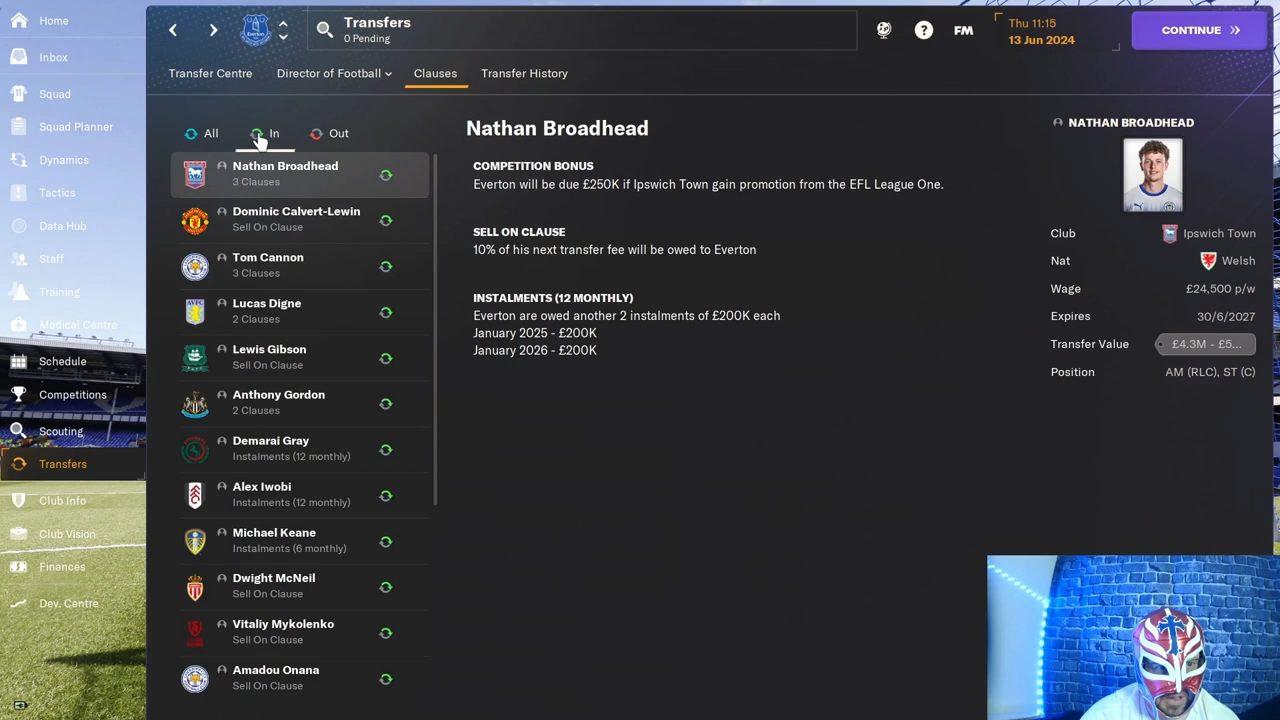 Home
Inbox
Squad
Squad Planner
Dynamics
Tactics
Data Hub
Staff
Training
Medical Centre
Schedule
Competitions
Scouting
Transfers
Club Info
Club Vision
Finances
Dev. Centre
Everton
Transfers
0 Pending
?
FM
Thu 11:15
13 Jun 2024
CONTINUE
Transfer Centre
Director of Football
Clauses
Transfer History
All
In
Out
Nathan Broadhead
3 Clauses
Dominic Calvert-Lewin
Sell On Clause
Tom Cannon
3 Clauses
Lucas Digne
2 Clauses
Lewis Gibson
Sell On Clause
Anthony Gordon
2 Clauses
Demarai Gray
Instalments (12 monthly)
Alex Iwobi
Instalments (12 monthly)
Michael Keane
Instalments (6 monthly)
Dwight McNeil
Sell On Clause
Vitaliy Mykolenko
Sell On Clause
Amadou Onana
Sell On Clause
Nathan Broadhead
COMPETITION BONUS
Everton will be due £250K if Ipswich Town gain promotion from the EFL League One.
SELL ON CLAUSE
10% of his next transfer fee will be owed to Everton
INSTALMENTS (12 MONTHLY)
Everton are owed another 2 instalments of £200K each
January 2025 - £200K
January 2026 - £200K
NATHAN BROADHEAD
Club Ipswich Town
Nat Welsh
Wage £24,500 p/w
Expires 30/6/2027
Transfer Value £4.3M - £5...
Position AM (RLC), ST (C)